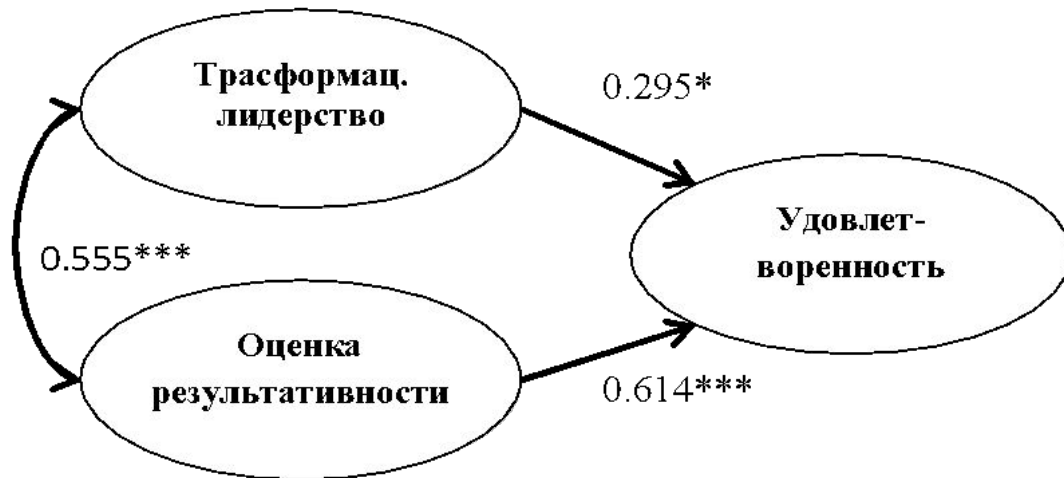 Трасформац.
лидерство
0.295*
Удовлет-
воренность
0.555***
Оценка
результативности
0.614***